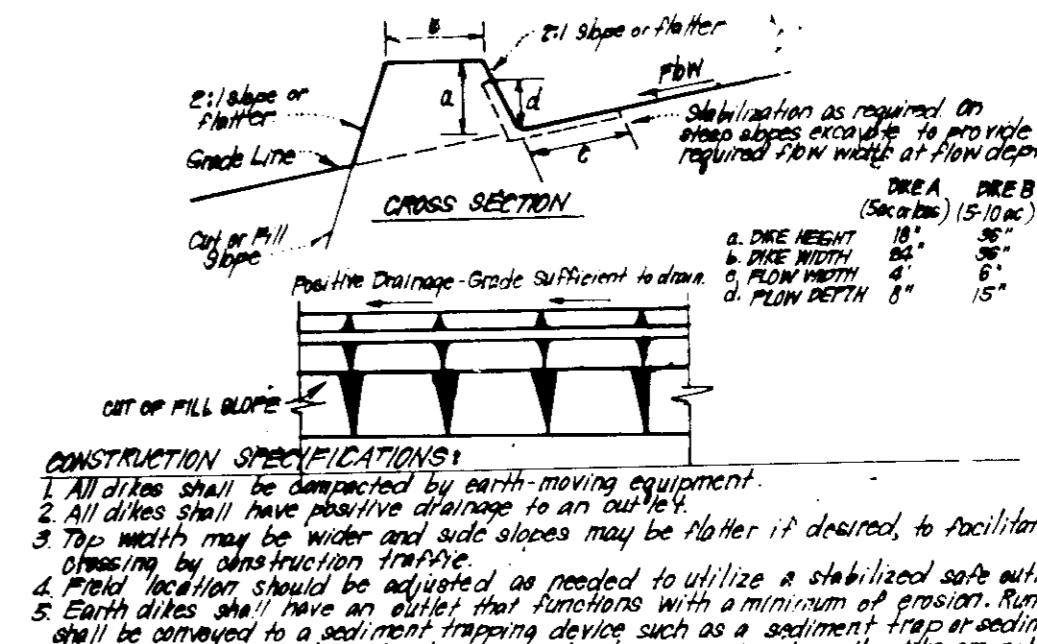 b
2:1 Slope or flatter
Flow
a
d
2:1 slope or
flatter
Stabilization as required. On
steep slopes excavate to provide
required flow width at flow dep
Grade Line
c
CROSS SECTION
Cut or Fill
Slope
DIKE A DIKE B
(5ac or less) (5-10 ac)
a. DIKE HEIGHT 18" 36"
b. DIKE WIDTH 24" 36"
c. FLOW WIDTH 4' 6'
d. FLOW DEPTH 8" 15"
Positive Drainage - Grade Sufficient to drain.
CUT OF FILL SLOPE
CONSTRUCTION SPECIFICATIONS:
1. All dikes shall be compacted by earth-moving equipment.
2. All dikes shall have positive drainage to an outlet.
3. Top width may be wider and side slopes may be flatter if desired, to facilitat
crossing by construction traffic.
4. Field location should be adjusted as needed to utilize a stabilized safe out
5. Earth dikes shall have an outlet that functions with a minimum of erosion. Run
shall be conveyed to a sediment trapping device such as a sediment trap or sedim